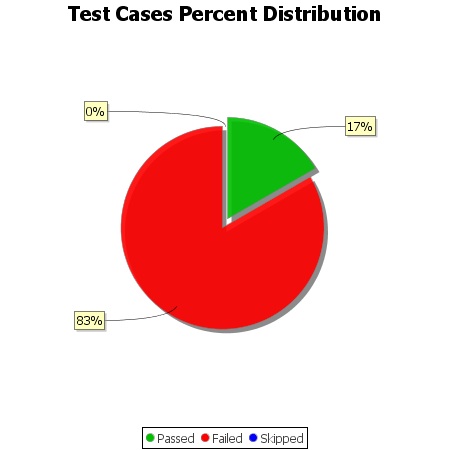 Test Cases Percent Distribution
0%
17%
83%
Passed Failed Skipped